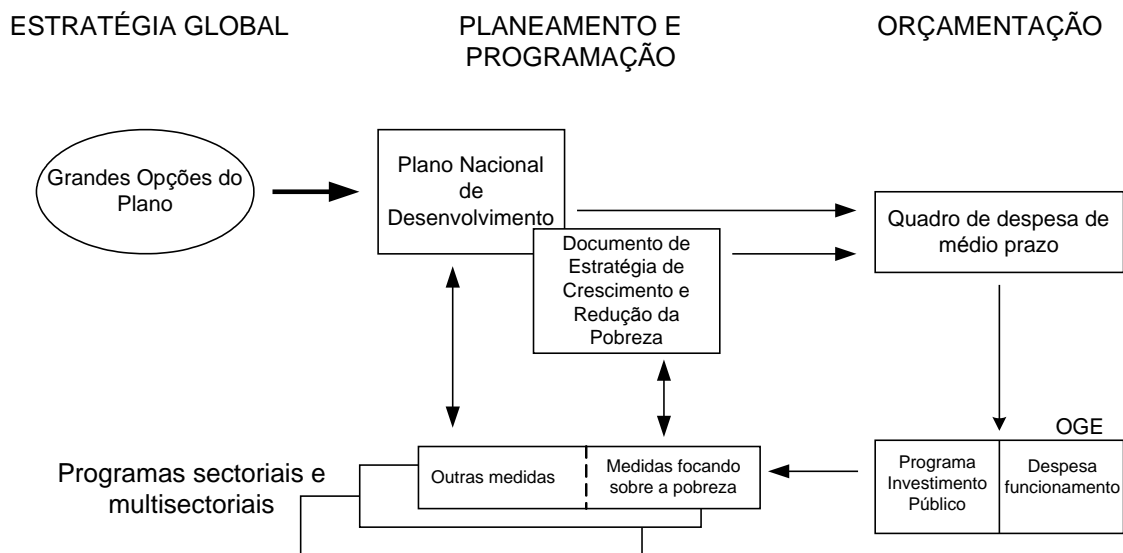 ESTRATÉGIA GLOBAL
PLANEAMENTO E
PROGRAMAÇÃO
ORÇAMENTAÇÃO
Grandes Opções do
Plano
Plano Nacional
de
Desenvolvimento
Documento de
Estratégia de
Crescimento e
Redução da
Pobreza
Quadro de despesa de
médio prazo
OGE
Programas sectoriais e
multisectoriais
Outras medidas
Medidas focando
sobre a pobreza
Programa
Investimento
Público
Despesa
funcionamento